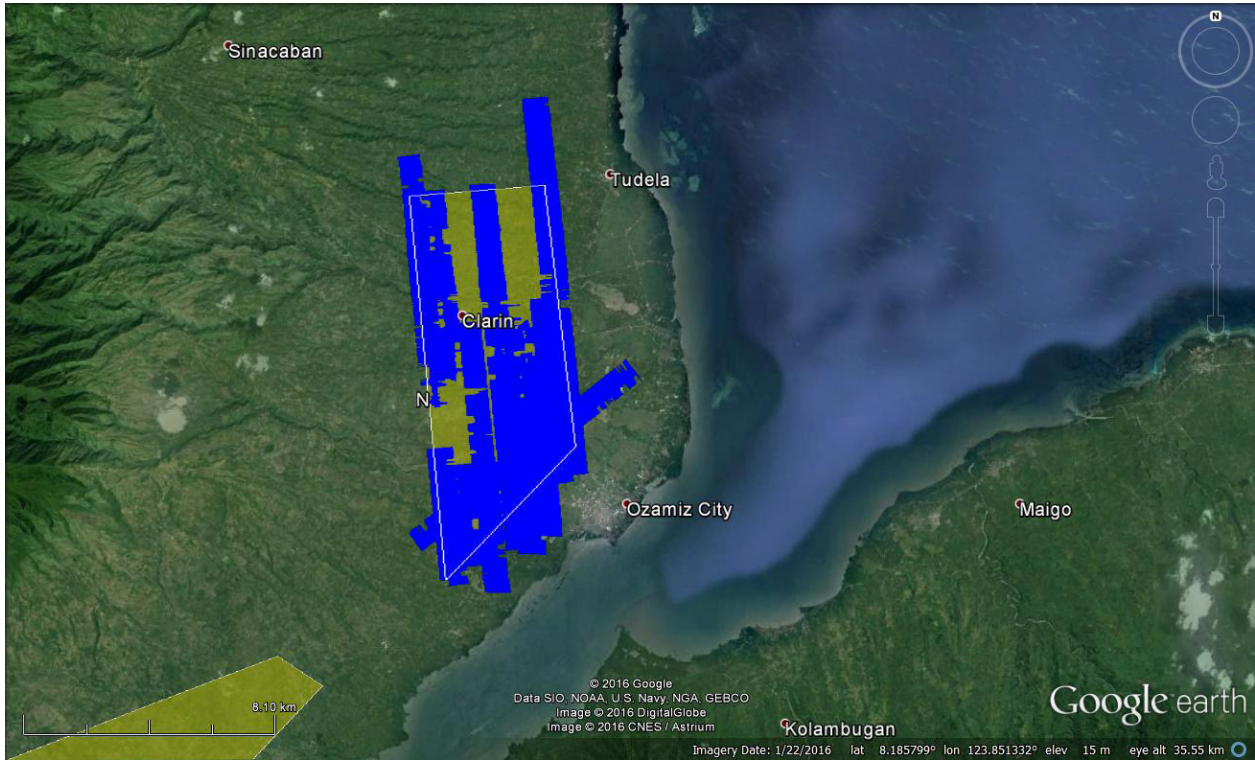 N
Sinacaban
Tudela
Clarin
N
Ozamiz City
Maigo
8.10 km
© 2016 Google
Data SIO, NOAA, U.S. Navy, NGA, GEBCO
Image © 2016 DigitalGlobe
Image © 2016 CNES / Astrium
Google earth
Kolambugan
Imagery Date: 1/22/2016 lat 8.185799° lon 123.851332° elev 15 m eye alt 35.55 km